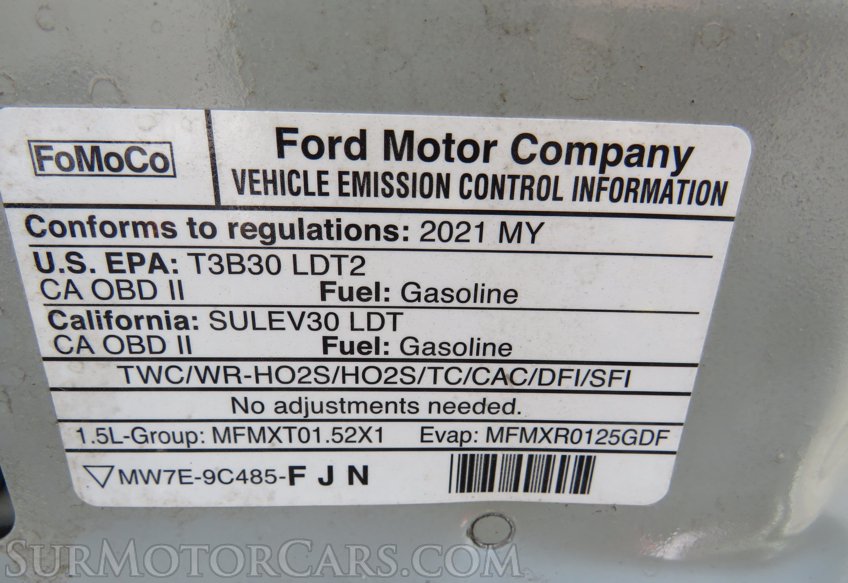 FoMoCo
Ford Motor Company
VEHICLE EMISSION CONTROL INFORMATION
Conforms to regulations: 2021 MY
U.S. EPA: T3B30 LDT2
CA OBD II Fuel: Gasoline
California: SULEV30 LDT
CA OBD II Fuel: Gasoline
TWC/WR-HO2S/HO2S/TC/CAC/DFI/SFI
No adjustments needed.
1.5L-Group: MFMXT01.52X1 Evap: MFMXR0125GDF
MW7E-9C485-F J N
SurMotorCars.com
SurMotorCars.com